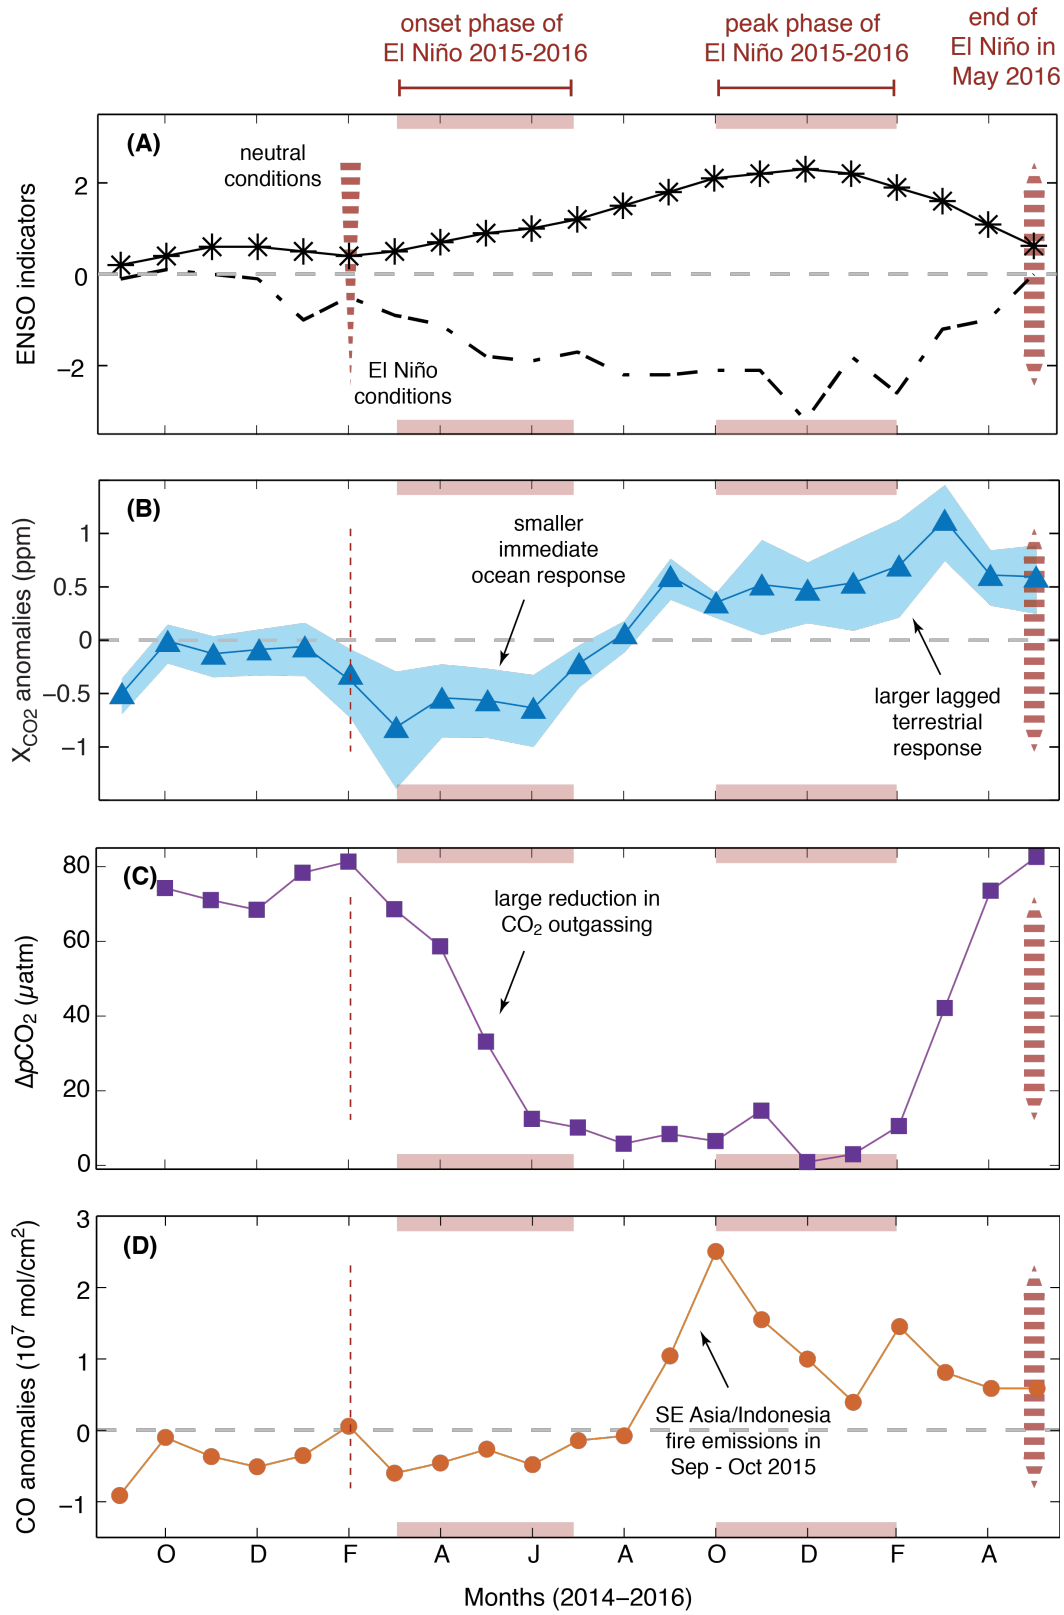 onset phase of
El Niño 2015-2016
peak phase of
El Niño 2015-2016
end of
El Niño in
May 2016
(A)
neutral
conditions
El Niño
conditions
ENSO indicators
2
0
−2
(B)
smaller
immediate
ocean response
larger lagged
terrestrial
response
XCO2 anomalies (ppm)
1
0.5
0
−0.5
−1
(C)
large reduction in
CO2 outgassing
ΔpCO2 (µatm)
80
60
40
20
0
(D)
SE Asia/Indonesia
fire emissions in
Sep - Oct 2015
CO anomalies (10⁷ mol/cm²)
3
2
1
0
−1
O D F A J A O D F A
Months (2014–2016)